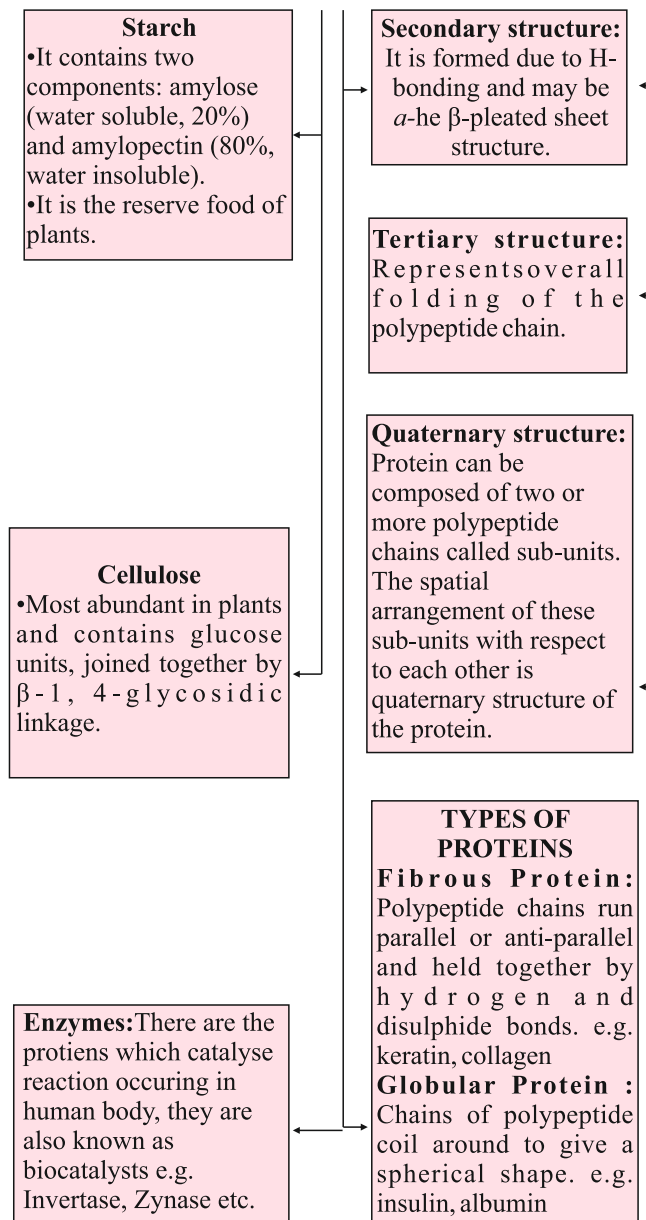 Starch
•It contains two
components: amylose
(water soluble, 20%)
and amylopectin (80%,
water insoluble).
•It is the reserve food of
plants.
Cellulose
•Most abundant in plants
and contains glucose
units, joined together by
β-1, 4-glycosidic
linkage.
Enzymes:There are the
protiens which catalyse
reaction occuring in
human body, they are
also known as
biocatalysts e.g.
Invertase, Zynase etc.
Secondary structure:
It is formed due to H-
bonding and may be
a-he β-pleated sheet
structure.
Tertiary structure:
Representsoverall
folding of the
polypeptide chain.
Quaternary structure:
Protein can be
composed of two or
more polypeptide
chains called sub-units.
The spatial
arrangement of these
sub-units with respect
to each other is
quaternary structure of
the protein.
TYPES OF
PROTEINS
Fibrous Protein:
Polypeptide chains run
parallel or anti-parallel
and held together by
hydrogen and
disulphide bonds. e.g.
keratin, collagen
Globular Protein :
Chains of polypeptide
coil around to give a
spherical shape. e.g.
insulin, albumin